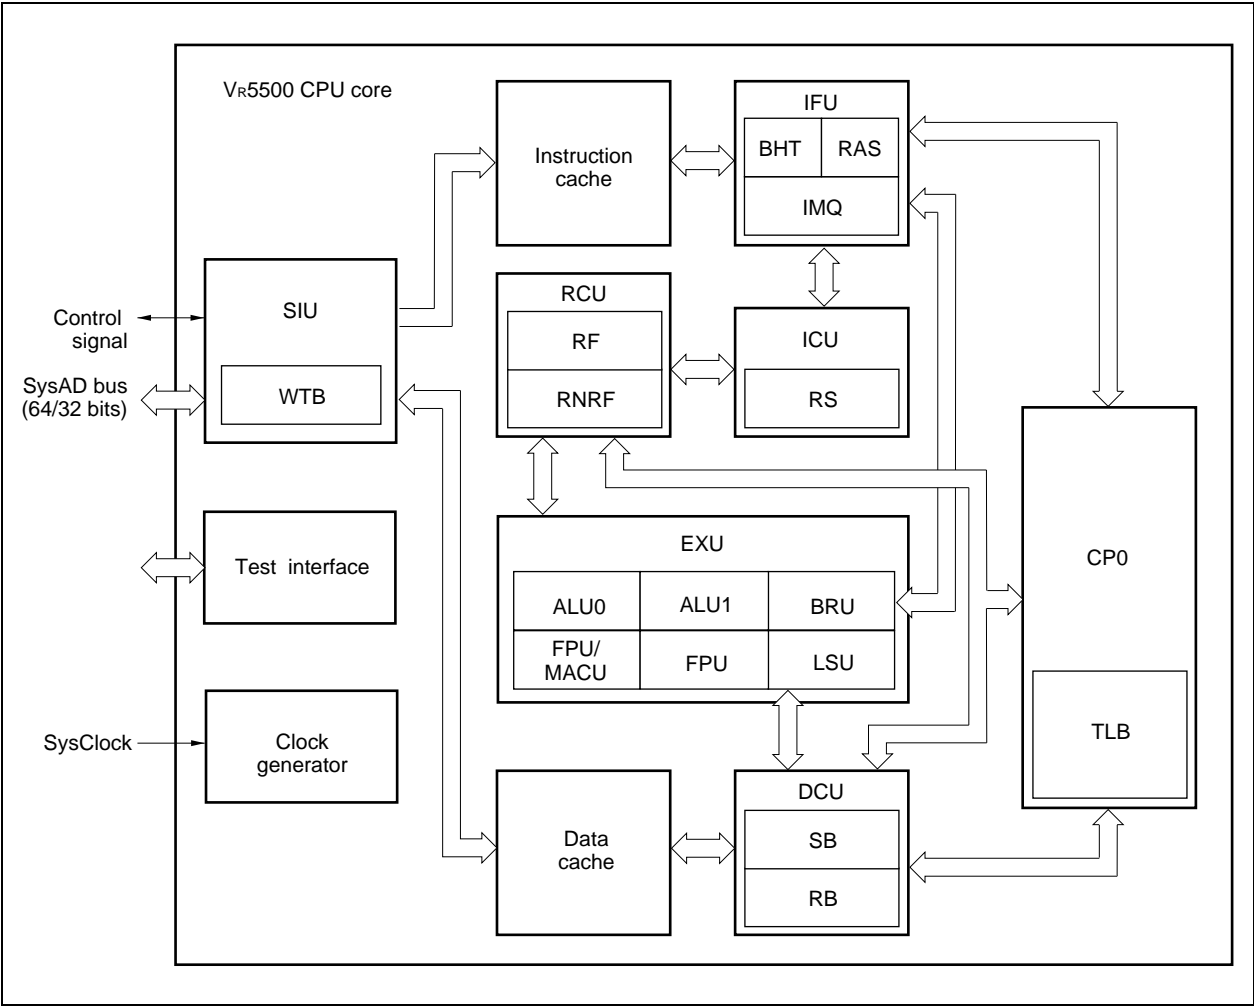 VR5500 CPU core
Instruction
cache
IFU
BHT
RAS
IMQ
SIU
WTB
Control
signal
SysAD bus
(64/32 bits)
RCU
RF
RNRF
ICU
RS
Test interface
EXU
ALU0
ALU1
BRU
FPU/
MACU
FPU
LSU
CP0
TLB
SysClock
Clock
generator
Data
cache
DCU
SB
RB